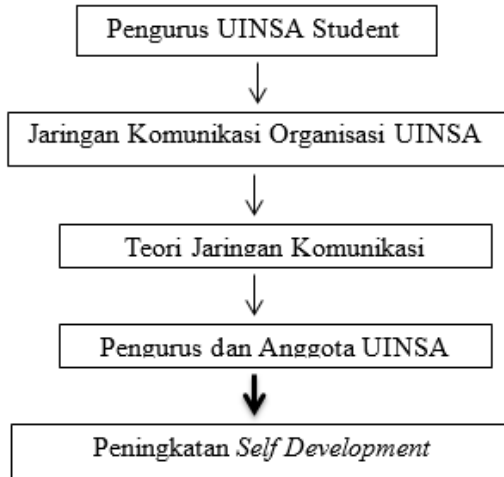 Pengurus UINSA Student
Jaringan Komunikasi Organisasi UINSA
Teori Jaringan Komunikasi
Pengurus dan Anggota UINSA
Peningkatan Self Development